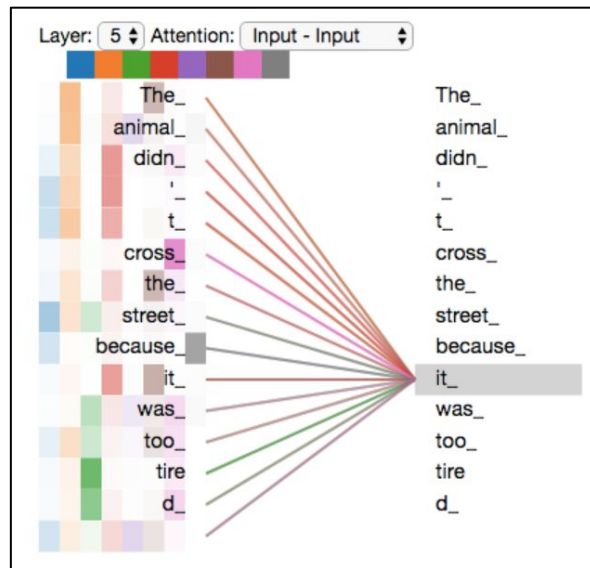 Layer: 5 Attention: Input - Input
The_ The_
animal_ animal_
didn_ didn_
'_ '_
t_ t_
cross_ cross_
the_ the_
street_ street_
because_ because_
it_ it_
was_ was_
too_ too_
tire tire
d_ d_